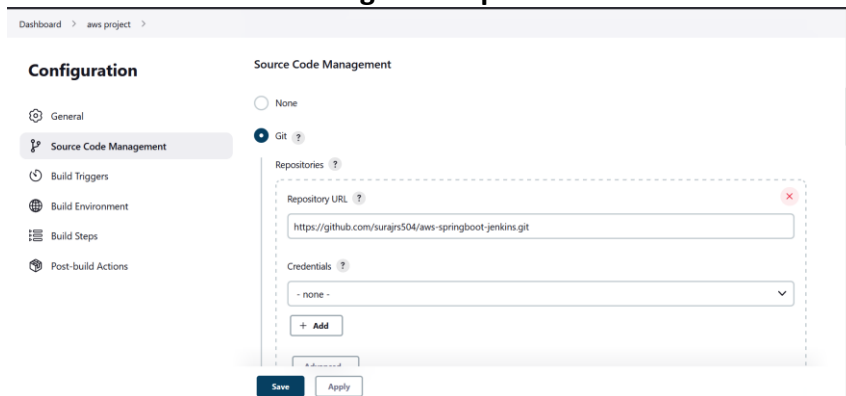 Dashboard > aws project >
Configuration
General
Source Code Management
Build Triggers
Build Environment
Build Steps
Post-build Actions
Source Code Management
None
Git ?
Repositories ?
Repository URL ?
https://github.com/surajrs504/aws-springboot-jenkins.git
Credentials ?
- none -
+ Add
Save
Apply